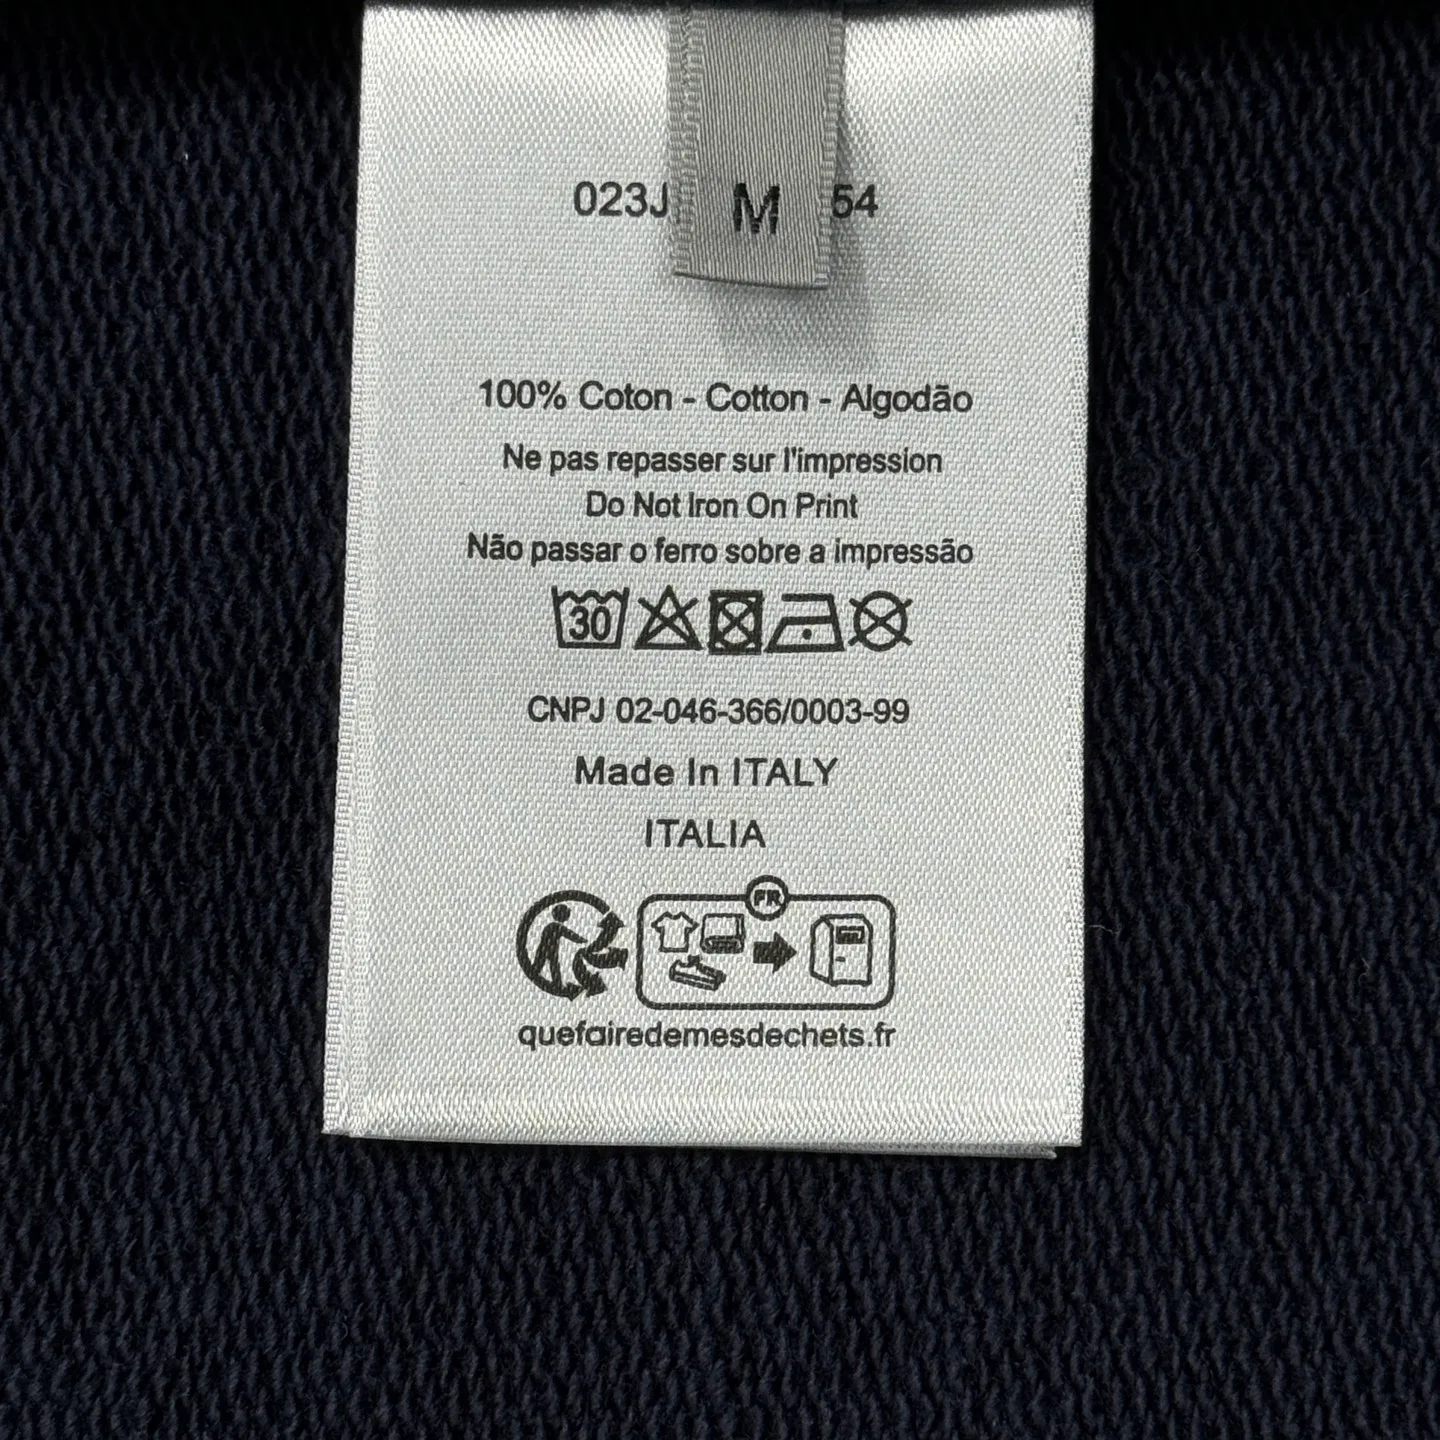 023J M 54
100% Coton - Cotton - Algodão
Ne pas repasser sur l'impression
Do Not Iron On Print
Não passar o ferro sobre a impressão
30
CNPJ 02-046-366/0003-99
Made In ITALY
ITALIA
FR
quefairedemesdechets.fr